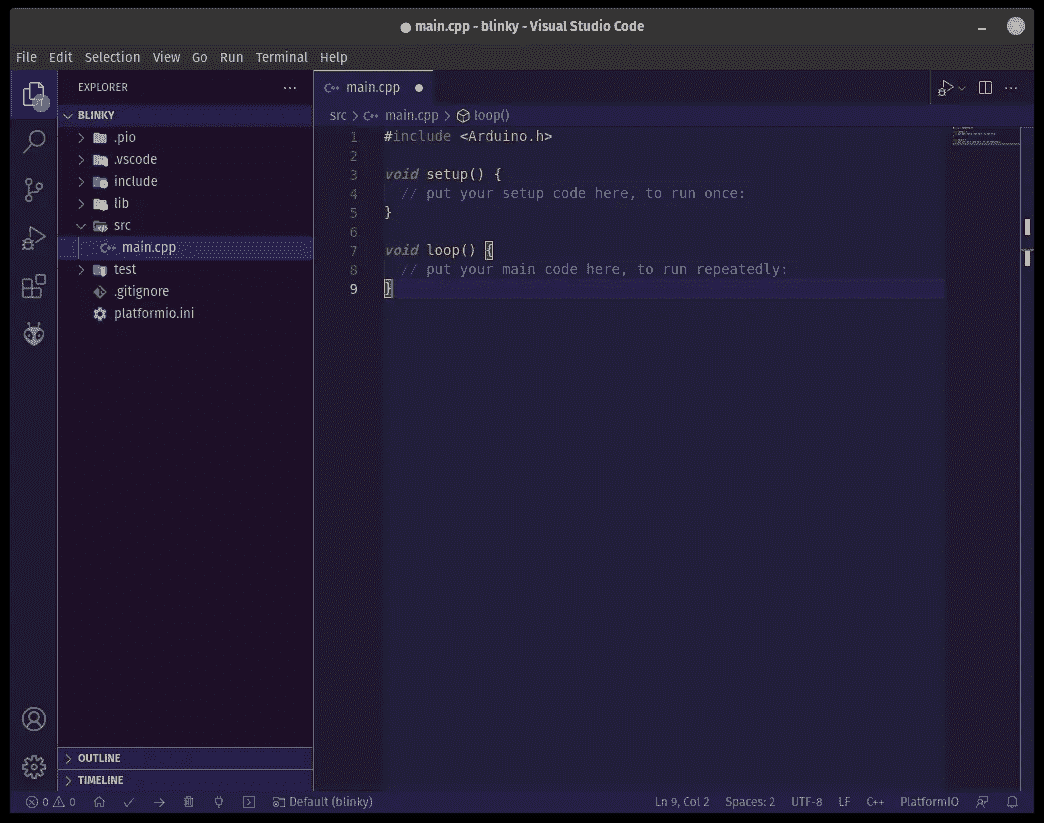 ● main.cpp - blinky - Visual Studio Code
File Edit Selection View Go Run Terminal Help
EXPLORER
BLINKY
.pio
.vscode
include
lib
src
main.cpp
test
.gitignore
platformio.ini
OUTLINE
TIMELINE
main.cpp ●
src > main.cpp > loop()
1 #include <Arduino.h>
2
3 void setup() {
4   // put your setup code here, to run once:
5 }
6
7 void loop() {
8   // put your main code here, to run repeatedly:
9 }
0 0 Default (blinky) Ln 9, Col 2 Spaces: 2 UTF-8 LF C++ PlatformIO